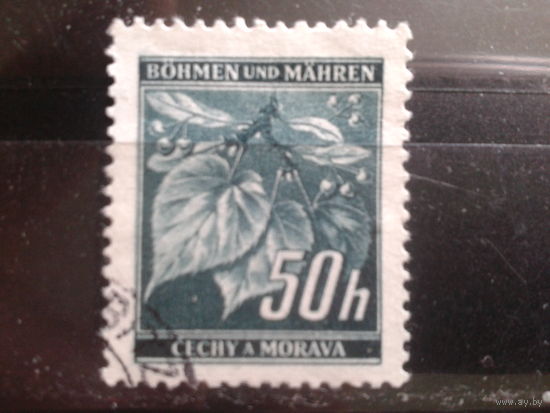 BÖHMEN UND MÄHREN
50h
ČECHY A MORAVA
www.ay.by